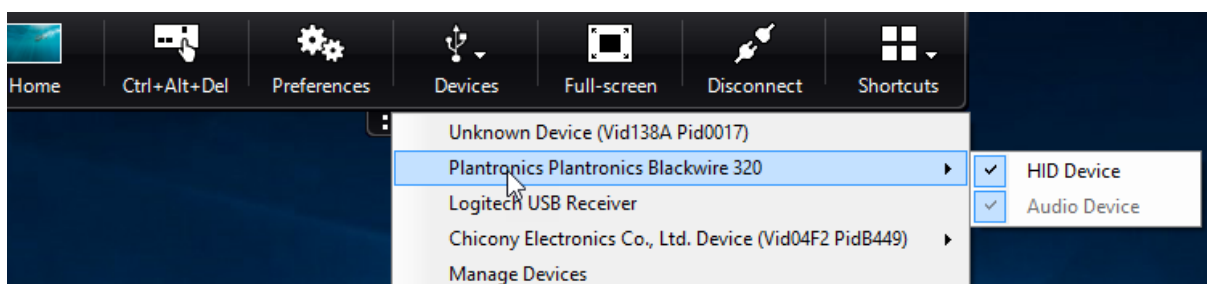 Home
Ctrl+Alt+Del
Preferences
Devices
Full-screen
Disconnect
Shortcuts
Unknown Device (Vid138A Pid0017)
Plantronics Plantronics Blackwire 320
HID Device
Logitech USB Receiver
Audio Device
Chicony Electronics Co., Ltd. Device (Vid04F2 PidB449)
Manage Devices